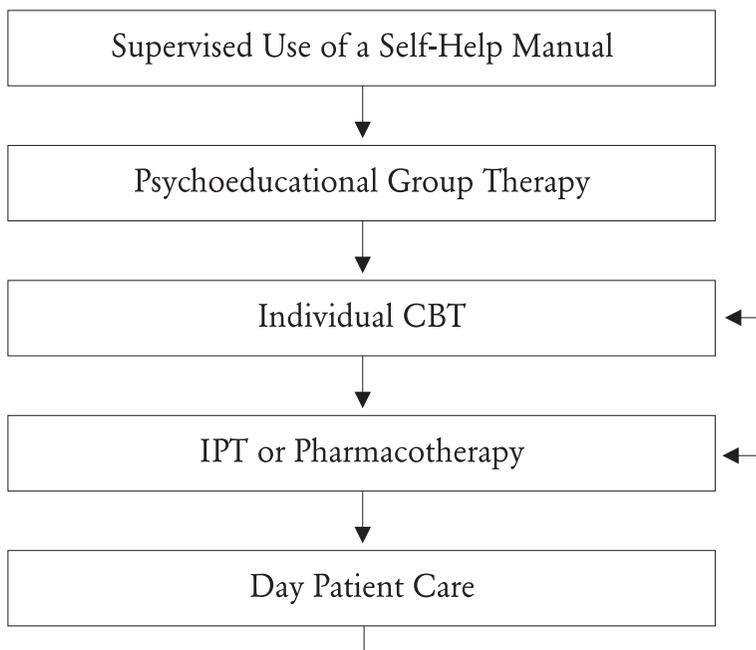 Supervised Use of a Self-Help Manual
Psychoeducational Group Therapy
Individual CBT
IPT or Pharmacotherapy
Day Patient Care